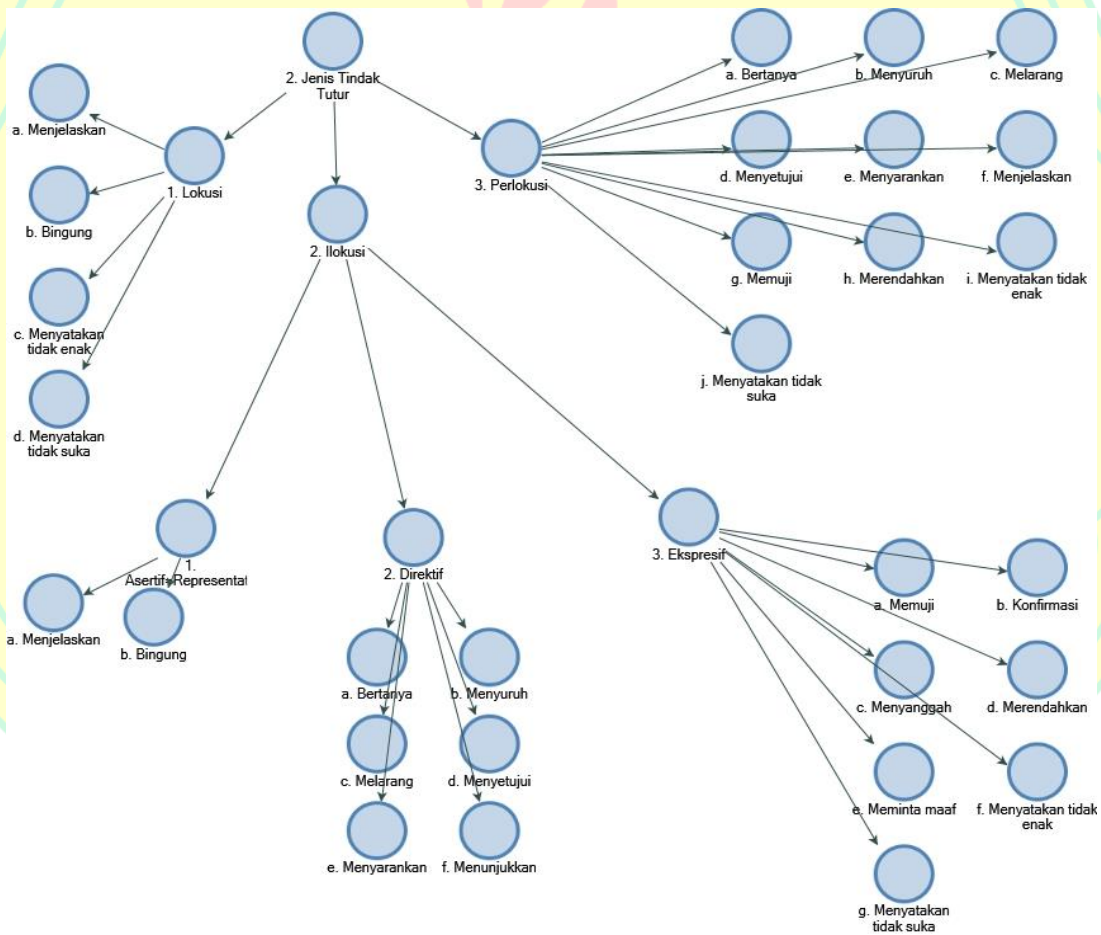 2. Jenis Tindak
Tutur
1. Lokusi
a. Menjelaskan
b. Bingung
c. Menyatakan
tidak enak
d. Menyatakan
tidak suka
2. Ilokusi
3. Perlokusi
a. Bertanya
b. Menyuruh
c. Melarang
d. Menyetujui
e. Menyarankan
f. Menjelaskan
g. Memuji
h. Merendahkan
i. Menyatakan tidak
enak
j. Menyatakan tidak
suka
1.
Asertif-Representat
a. Menjelaskan
b. Bingung
2. Direktif
a. Bertanya
b. Menyuruh
c. Melarang
d. Menyetujui
e. Menyarankan
f. Menunjukkan
3. Ekspresif
a. Memuji
b. Konfirmasi
c. Menyanggah
d. Merendahkan
e. Meminta maaf
f. Menyatakan tidak
enak
g. Menyatakan
tidak suka